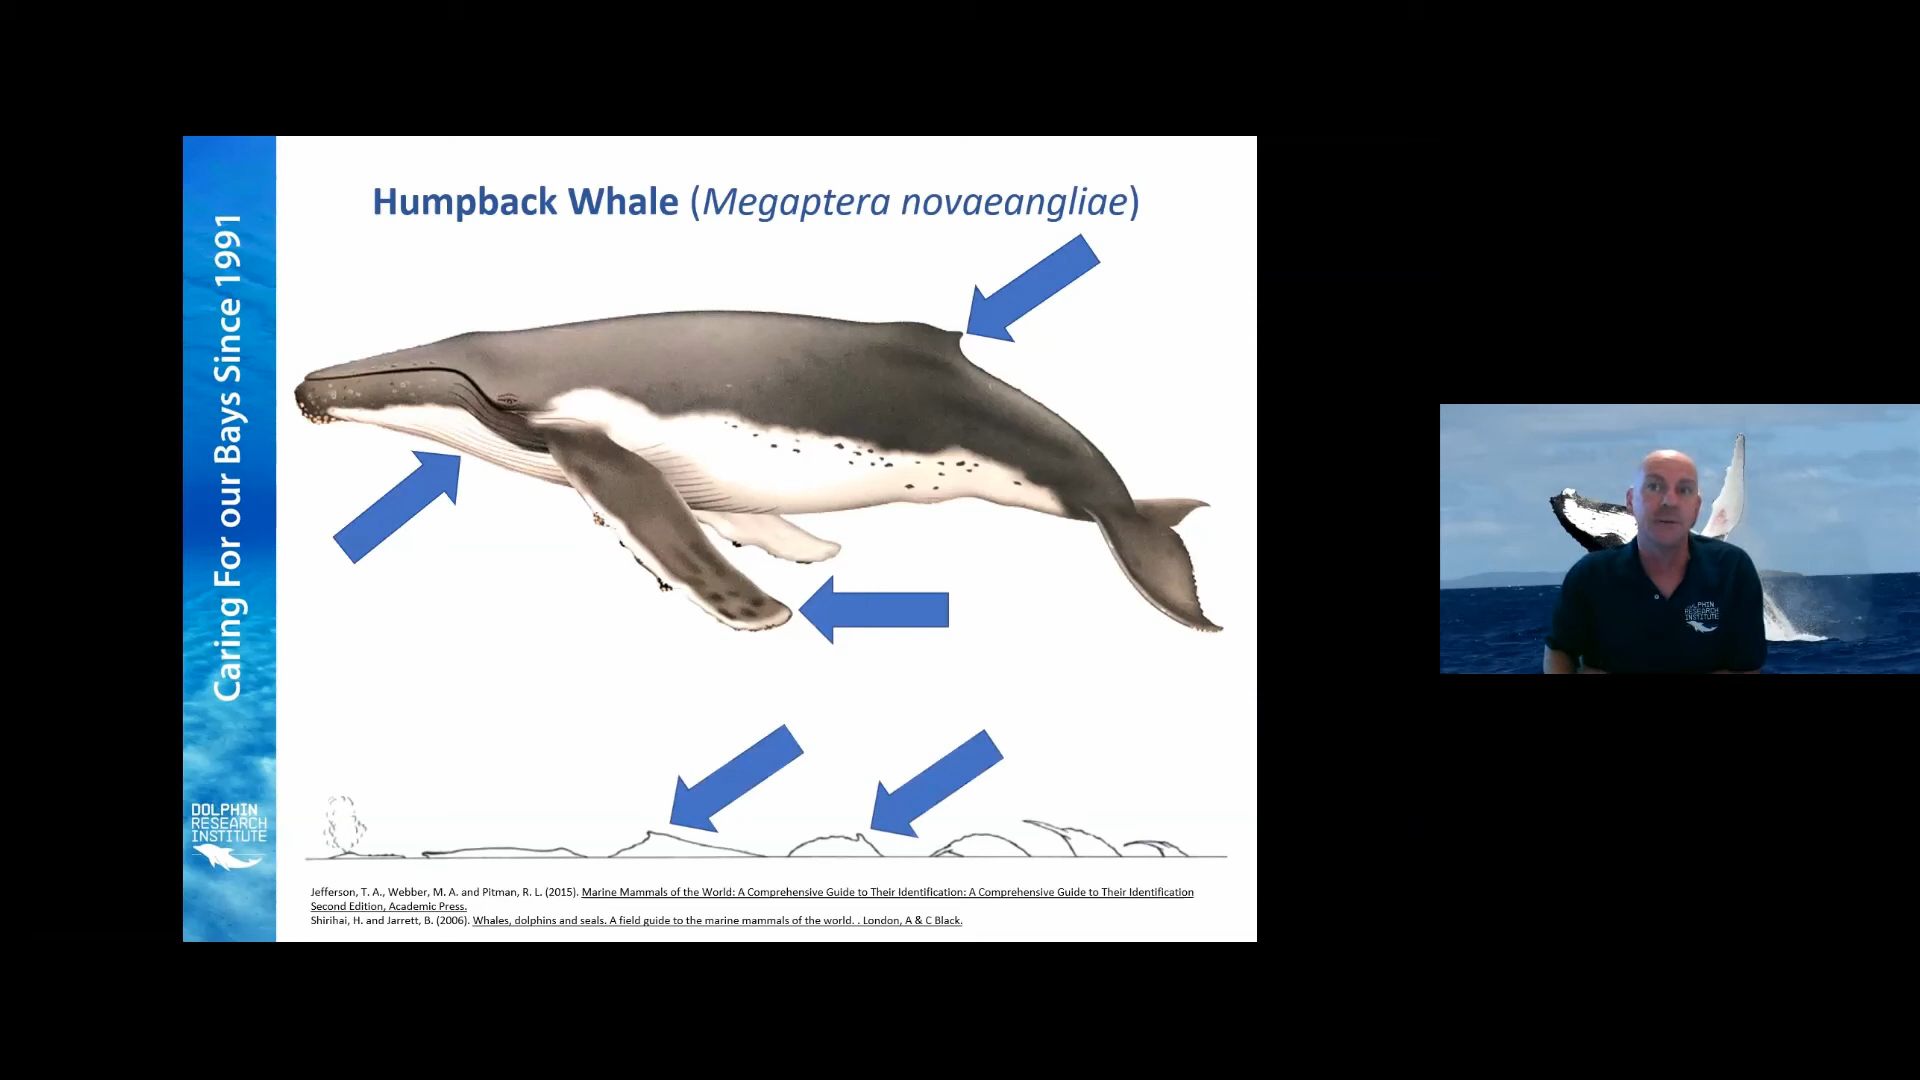 Humpback Whale (Megaptera novaeangliae)
Caring For our Bays Since 1991
DOLPHIN
RESEARCH
INSTITUTE
Jefferson, T. A., Webber, M. A. and Pitman, R. L. (2015). Marine Mammals of the World: A Comprehensive Guide to Their Identification: A Comprehensive Guide to Their Identification
Second Edition, Academic Press.
Shirihai, H. and Jarrett, B. (2006). Whales, dolphins and seals. A field guide to the marine mammals of the world. . London, A & C Black.
RESEARCH
INSTITUTE